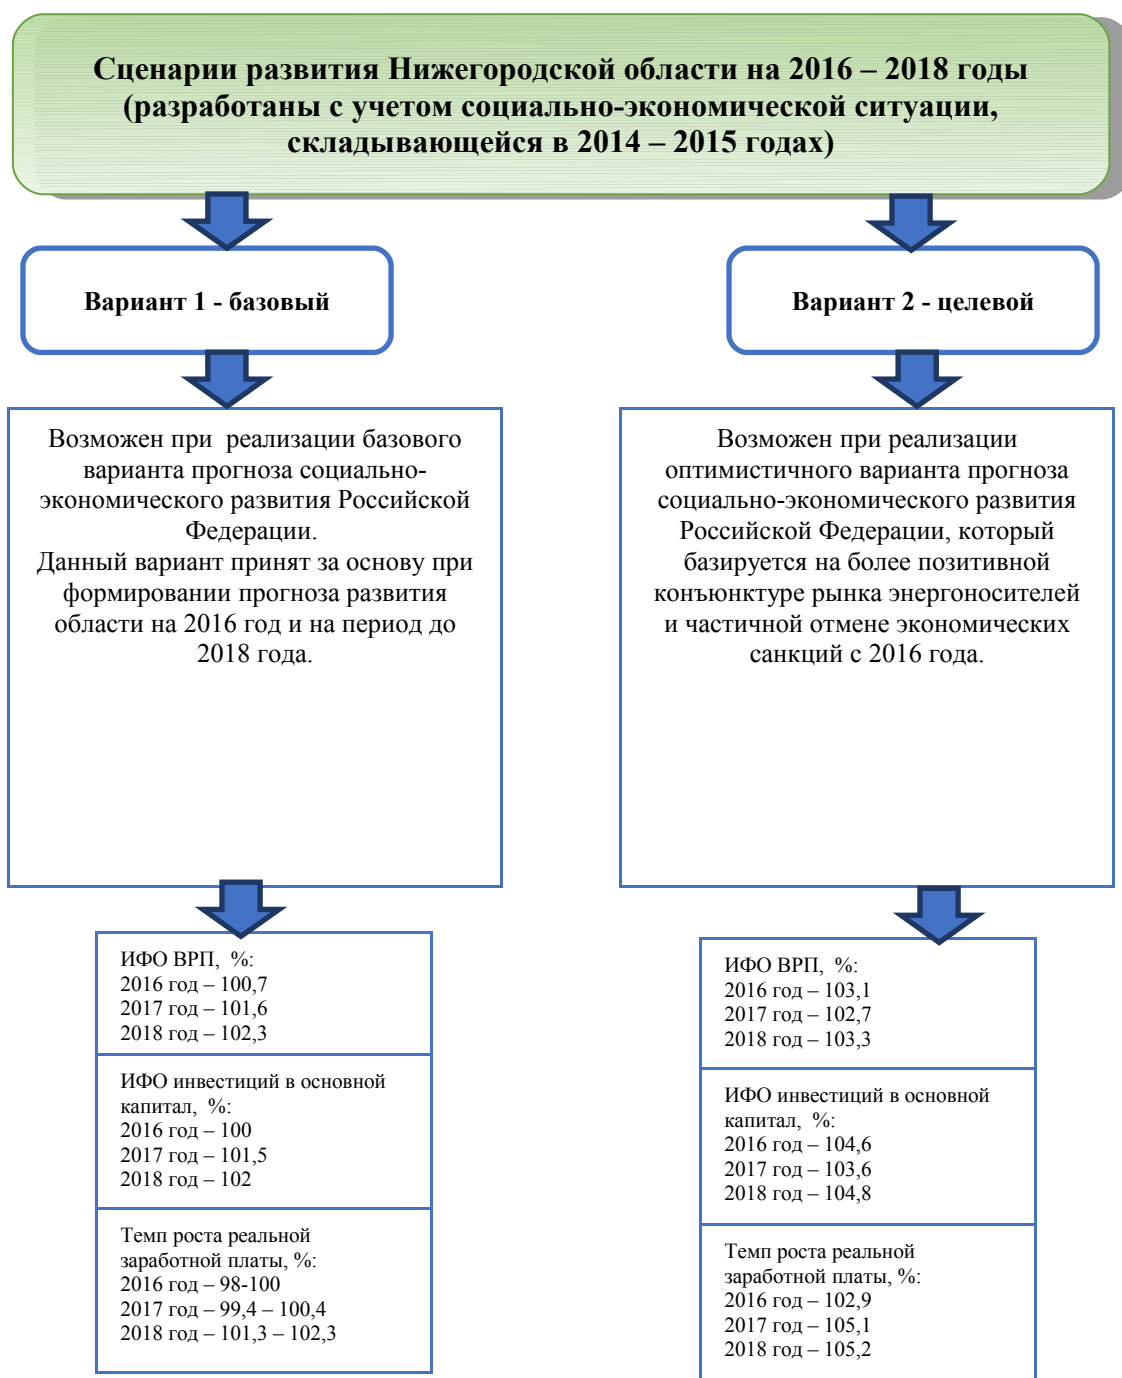 Сценарии развития Нижегородской области на 2016 – 2018 годы
(разработаны с учетом социально-экономической ситуации,
складывающейся в 2014 – 2015 годах)
Вариант 1 - базовый
Возможен при реализации базового
варианта прогноза социально-
экономического развития Российской
Федерации.
Данный вариант принят за основу при
формировании прогноза развития
области на 2016 год и на период до
2018 года.
ИФО ВРП, %:
2016 год – 100,7
2017 год – 101,6
2018 год – 102,3
ИФО инвестиций в основной
капитал, %:
2016 год – 100
2017 год – 101,5
2018 год – 102
Темп роста реальной
заработной платы, %:
2016 год – 98-100
2017 год – 99,4 – 100,4
2018 год – 101,3 – 102,3
Вариант 2 - целевой
Возможен при реализации
оптимистичного варианта прогноза
социально-экономического развития
Российской Федерации, который
базируется на более позитивной
конъюнктуре рынка энергоносителей
и частичной отмене экономических
санкций с 2016 года.
ИФО ВРП, %:
2016 год – 103,1
2017 год – 102,7
2018 год – 103,3
ИФО инвестиций в основной
капитал, %:
2016 год – 104,6
2017 год – 103,6
2018 год – 104,8
Темп роста реальной
заработной платы, %:
2016 год – 102,9
2017 год – 105,1
2018 год – 105,2